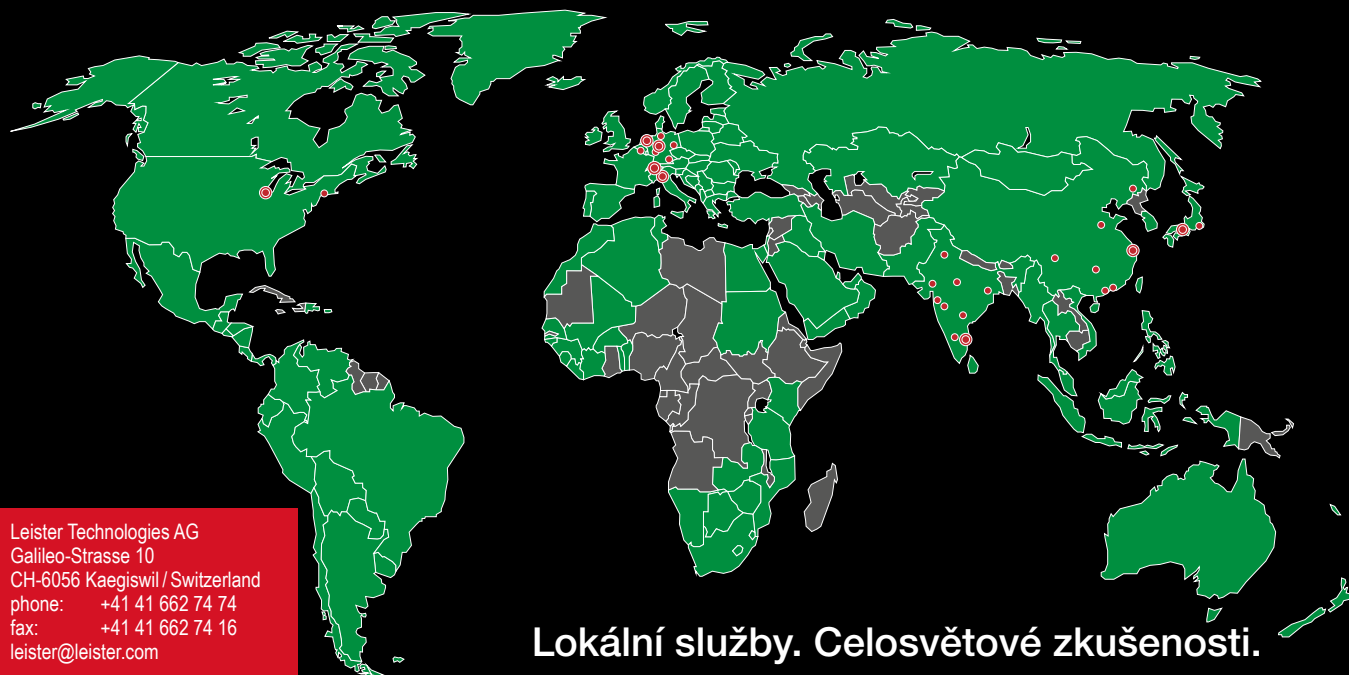 Leister Technologies AG
Galileo-Strasse 10
CH-6056 Kaegiswil / Switzerland
phone: +41 41 662 74 74
fax: +41 41 662 74 16
leister@leister.com
Lokální služby. Celosvětové zkušenosti.